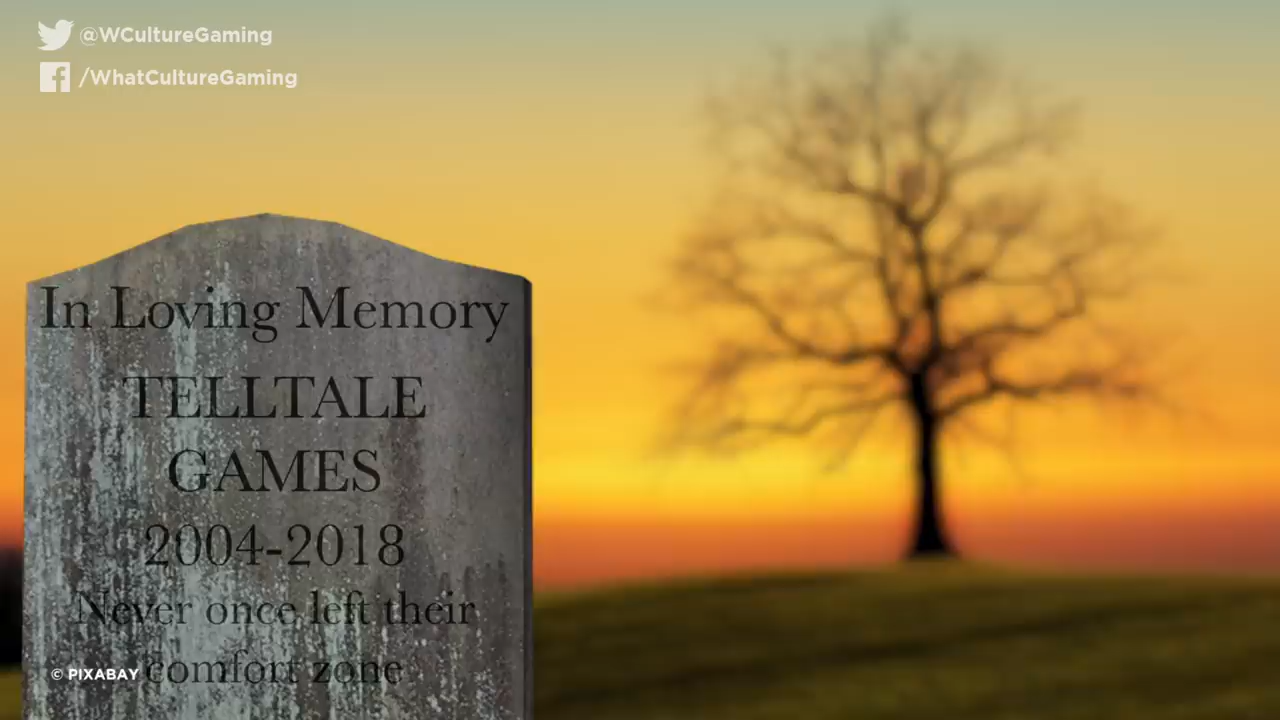 @WCultureGaming
/WhatCultureGaming
In Loving Memory
TELLTALE
GAMES
2004-2018
Never once left their
comfort zone
© PIXABAY